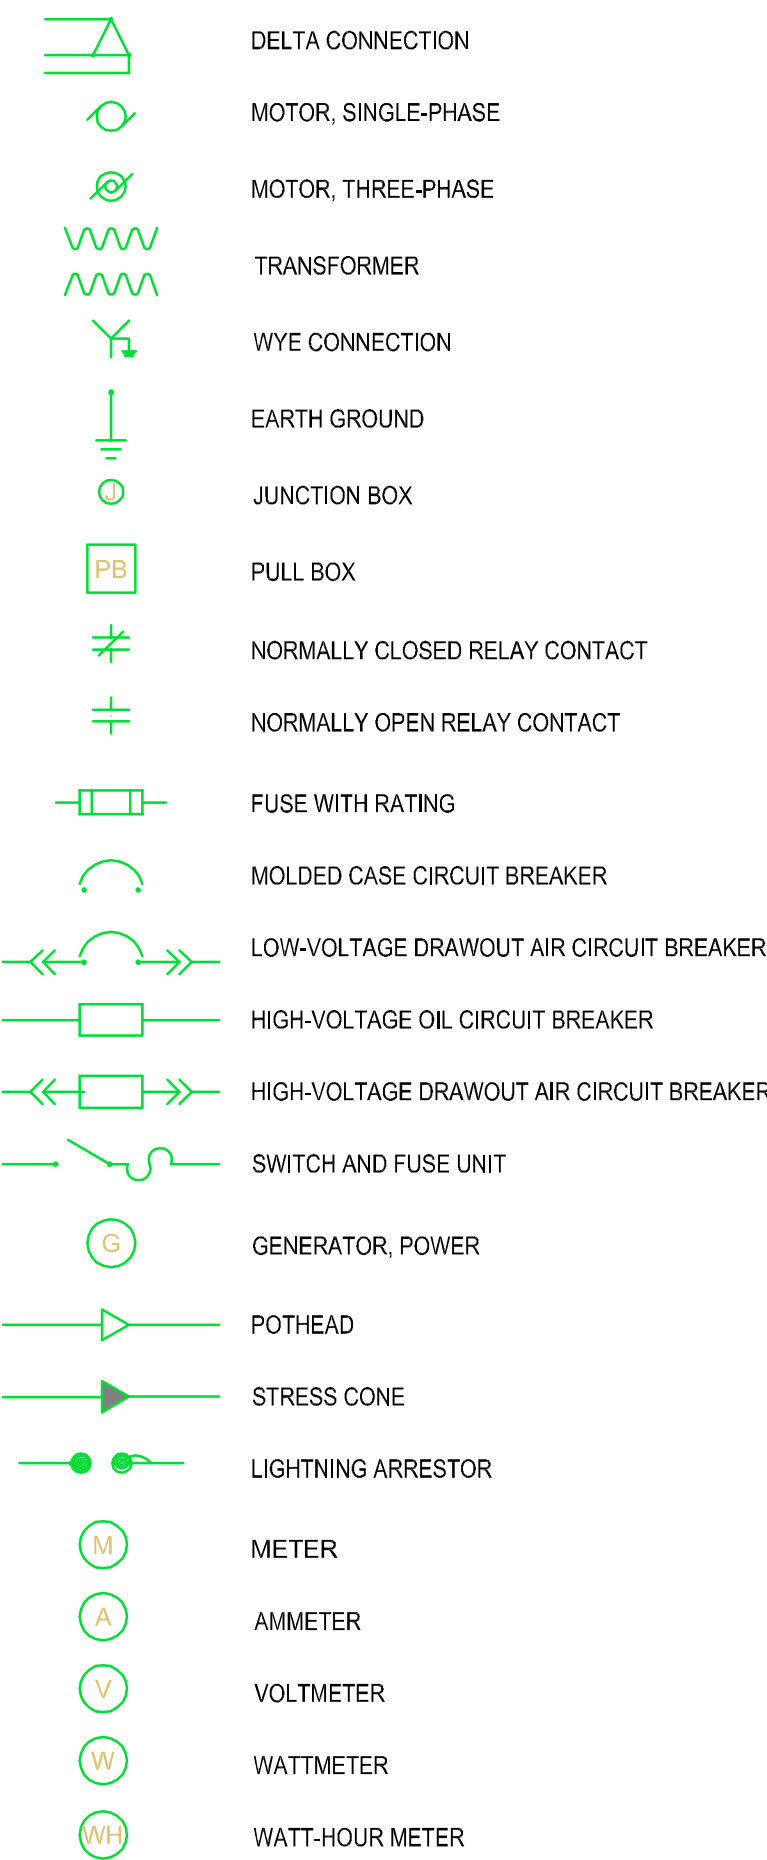 DELTA CONNECTION
MOTOR, SINGLE-PHASE
MOTOR, THREE-PHASE
TRANSFORMER
WYE CONNECTION
EARTH GROUND
J JUNCTION BOX
PB PULL BOX
NORMALLY CLOSED RELAY CONTACT
NORMALLY OPEN RELAY CONTACT
FUSE WITH RATING
MOLDED CASE CIRCUIT BREAKER
LOW-VOLTAGE DRAWOUT AIR CIRCUIT BREAKER
HIGH-VOLTAGE OIL CIRCUIT BREAKER
HIGH-VOLTAGE DRAWOUT AIR CIRCUIT BREAKER
SWITCH AND FUSE UNIT
G GENERATOR, POWER
POTHEAD
STRESS CONE
LIGHTNING ARRESTOR
M METER
A AMMETER
V VOLTMETER
W WATTMETER
WH WATT-HOUR METER